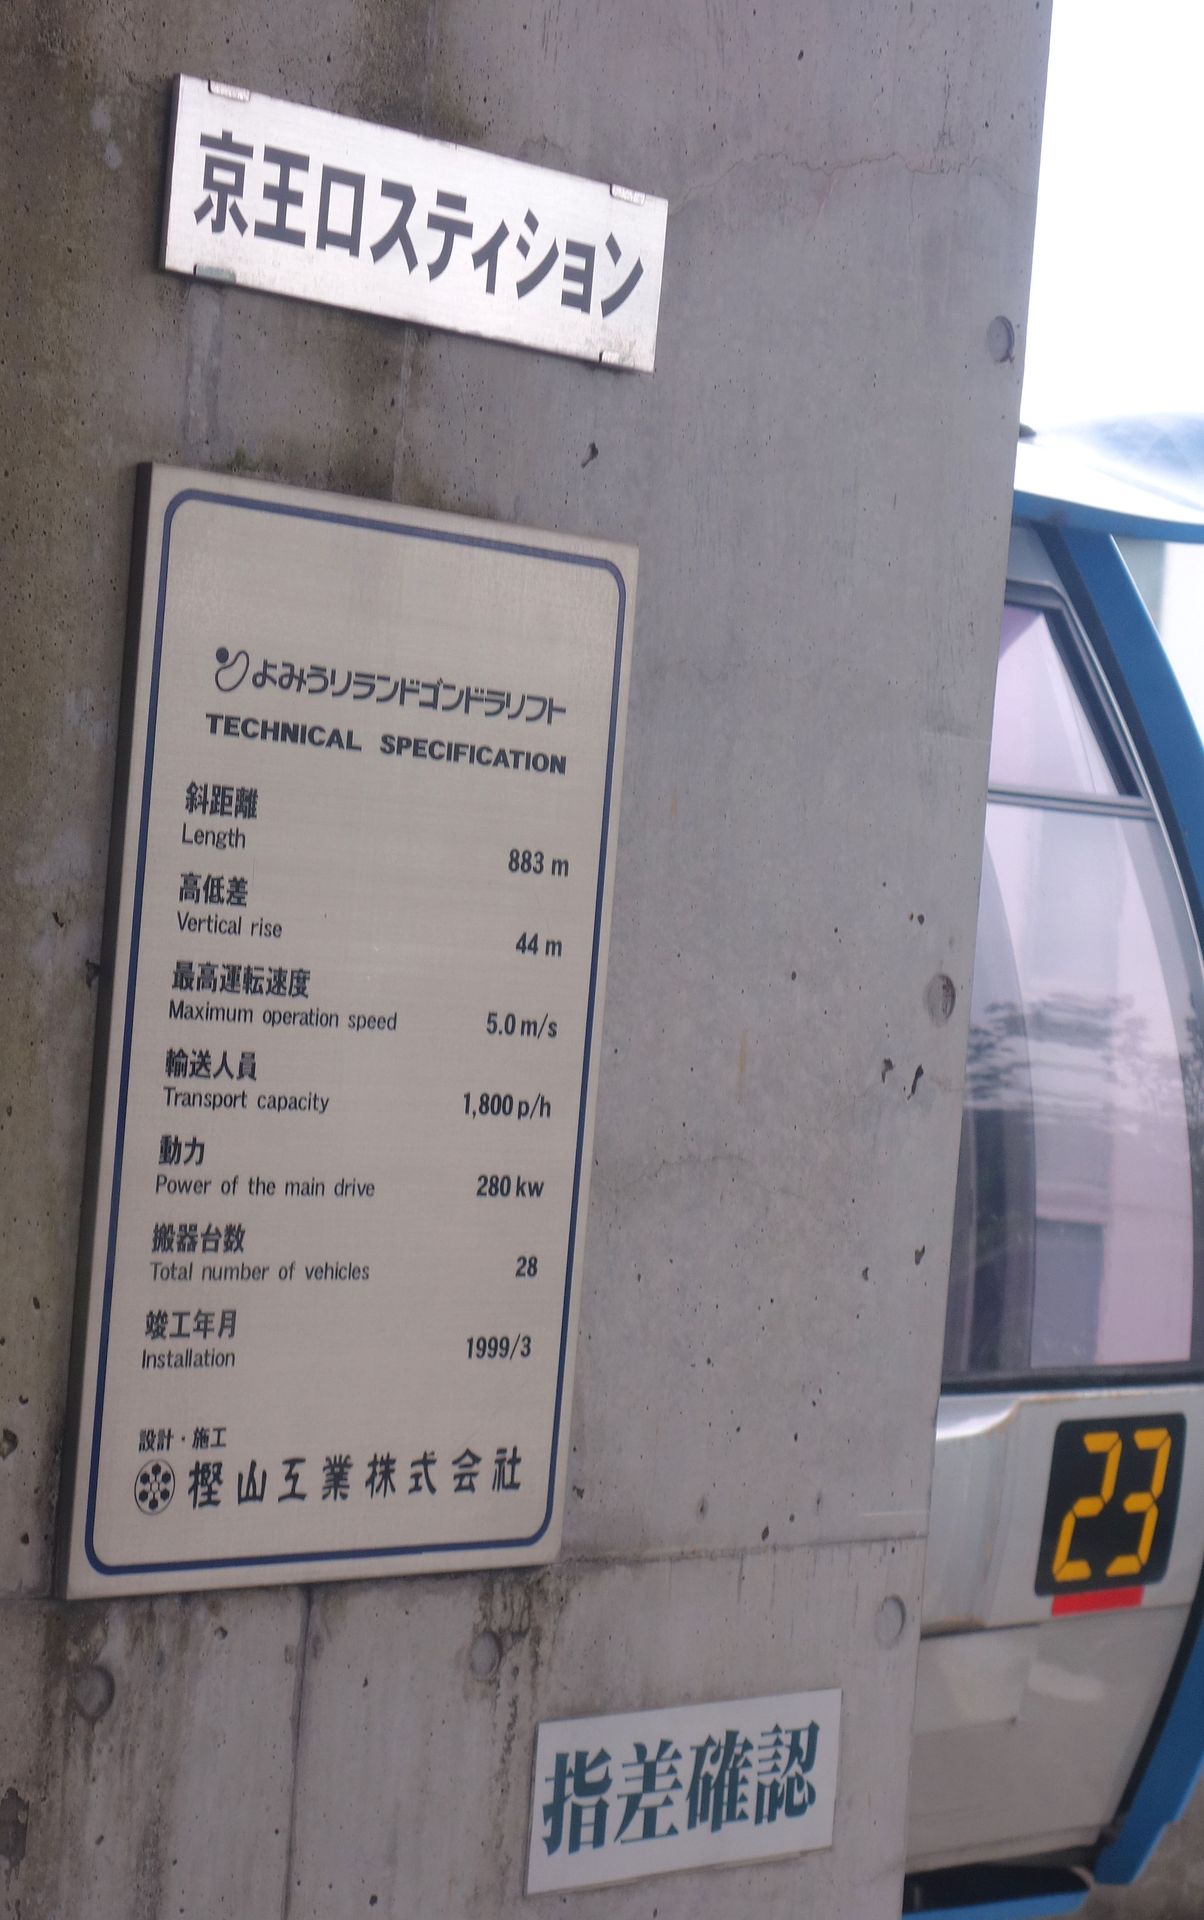 京王口スティション
よみうりランドゴンドラリフト
TECHNICAL SPECIFICATION
斜距離
Length 883 m
高低差
Vertical rise 44 m
最高運転速度
Maximum operation speed 5.0 m/s
輸送人員
Transport capacity 1,800 p/h
動力
Power of the main drive 280 kw
搬器台数
Total number of vehicles 28
竣工年月
Installation 1999/3
設計・施工
樫山工業株式会社
23
指差確認